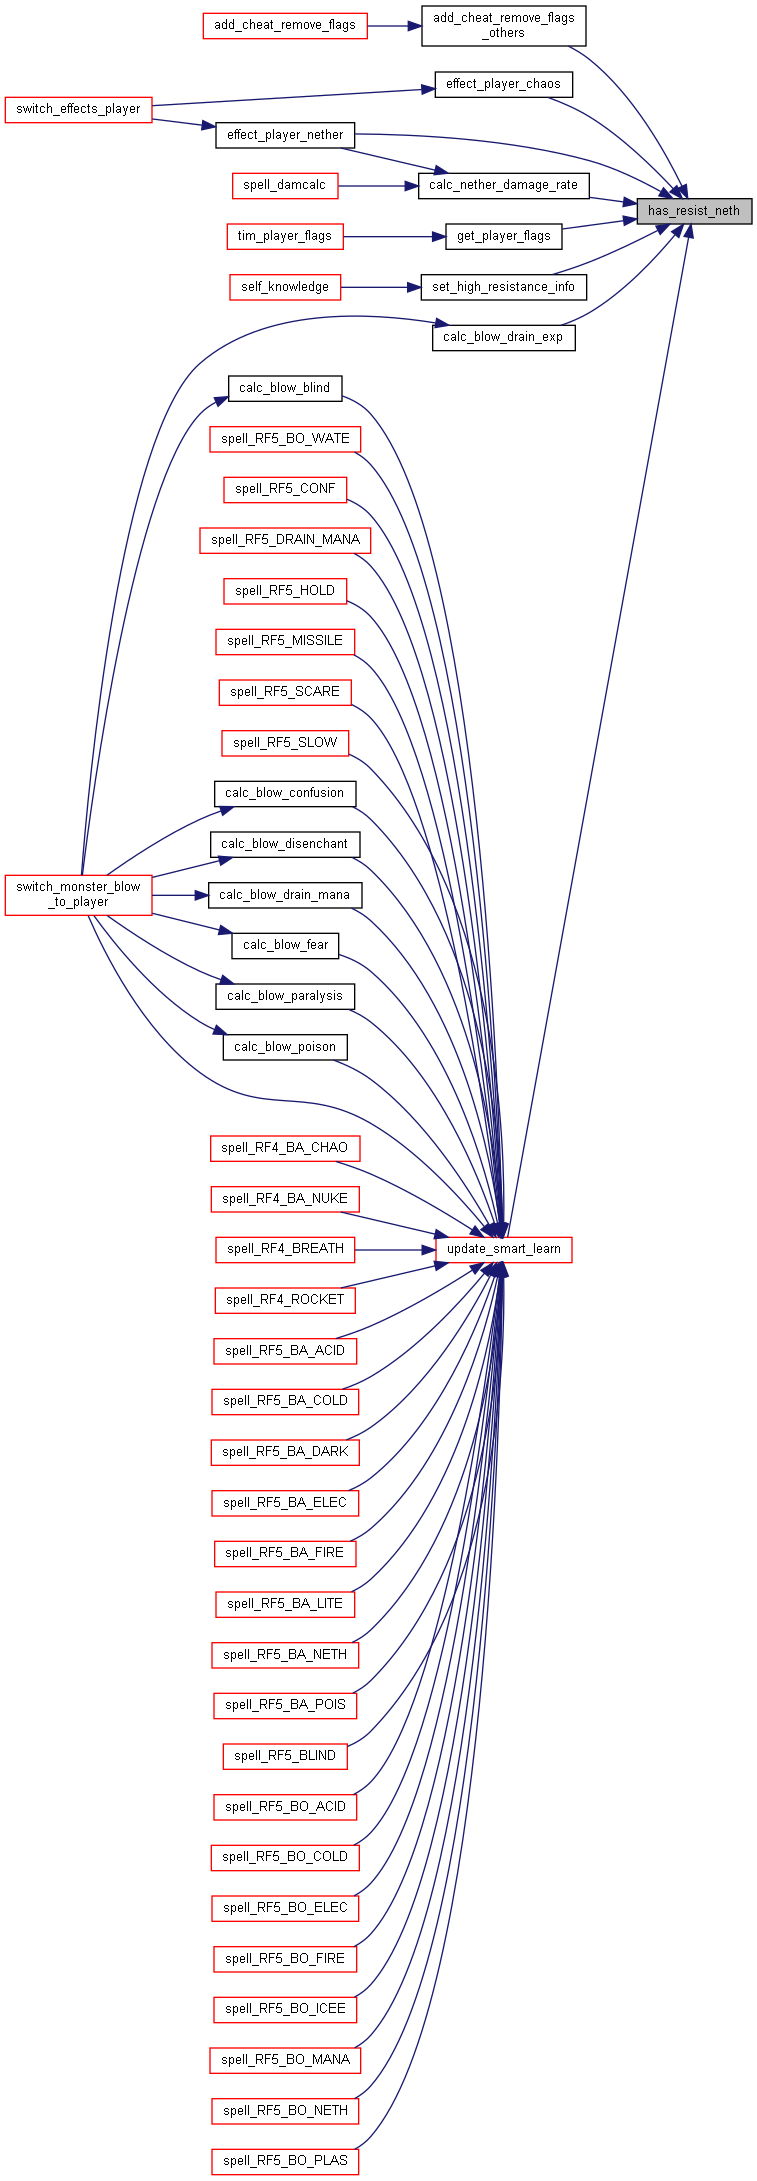 add_cheat_remove_flags
add_cheat_remove_flags
_others
effect_player_chaos
switch_effects_player
effect_player_nether
spell_damcalc
calc_nether_damage_rate
has_resist_neth
tim_player_flags
get_player_flags
self_knowledge
set_high_resistance_info
calc_blow_drain_exp
calc_blow_blind
spell_RF5_BO_WATE
spell_RF5_CONF
spell_RF5_DRAIN_MANA
spell_RF5_HOLD
spell_RF5_MISSILE
spell_RF5_SCARE
spell_RF5_SLOW
calc_blow_confusion
calc_blow_disenchant
switch_monster_blow
_to_player
calc_blow_drain_mana
calc_blow_fear
calc_blow_paralysis
calc_blow_poison
spell_RF4_BA_CHAO
spell_RF4_BA_NUKE
spell_RF4_BREATH
update_smart_learn
spell_RF4_ROCKET
spell_RF5_BA_ACID
spell_RF5_BA_COLD
spell_RF5_BA_DARK
spell_RF5_BA_ELEC
spell_RF5_BA_FIRE
spell_RF5_BA_LITE
spell_RF5_BA_NETH
spell_RF5_BA_POIS
spell_RF5_BLIND
spell_RF5_BO_ACID
spell_RF5_BO_COLD
spell_RF5_BO_ELEC
spell_RF5_BO_FIRE
spell_RF5_BO_ICEE
spell_RF5_BO_MANA
spell_RF5_BO_NETH
spell_RF5_BO_PLAS